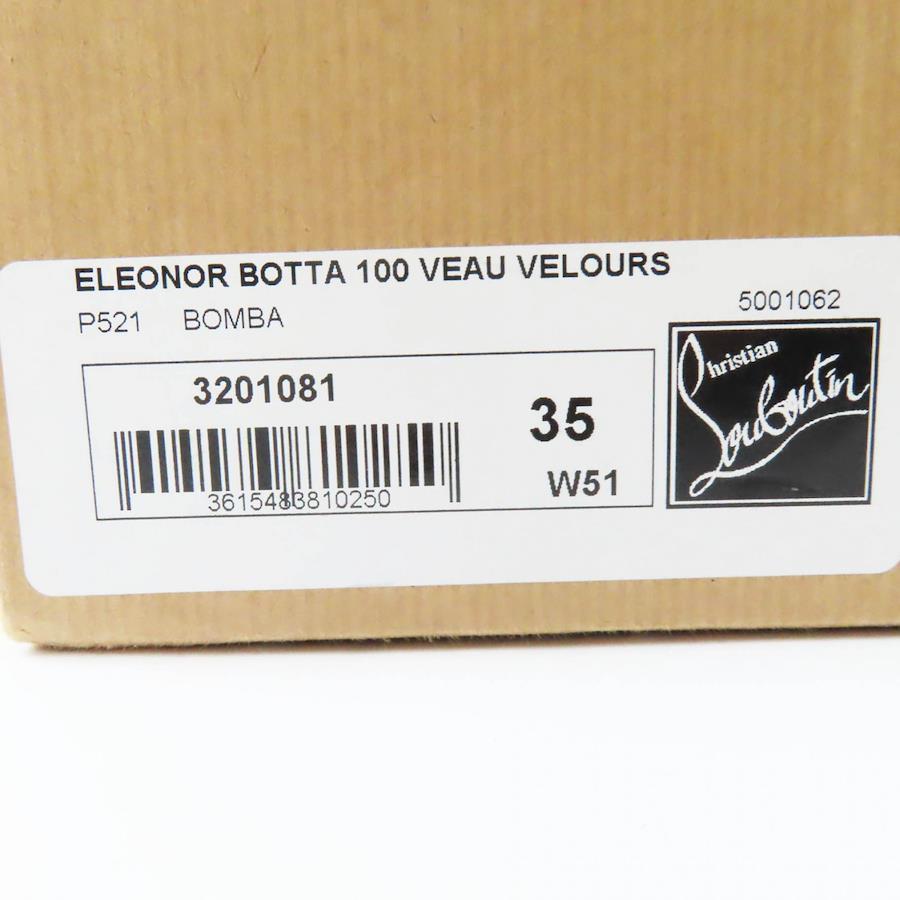 ELEONOR BOTTA 100 VEAU VELOURS
P521 BOMBA
5001062
3201081
35
W51
3615483810250
Christian
Louboutin